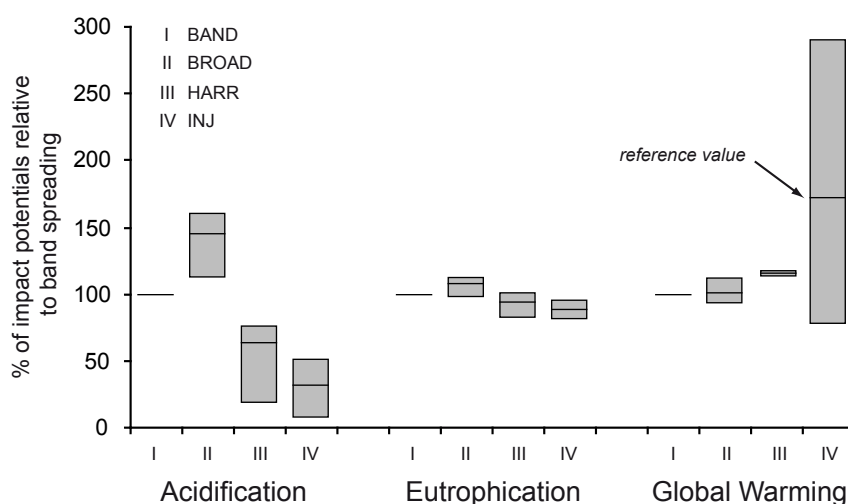 % of impact potentials relative
to band spreading
300
250
200
150
100
50
0
I BAND
II BROAD
III HARR
IV INJ
reference value
I II III IV I II III IV I II III IV
Acidification Eutrophication Global Warming